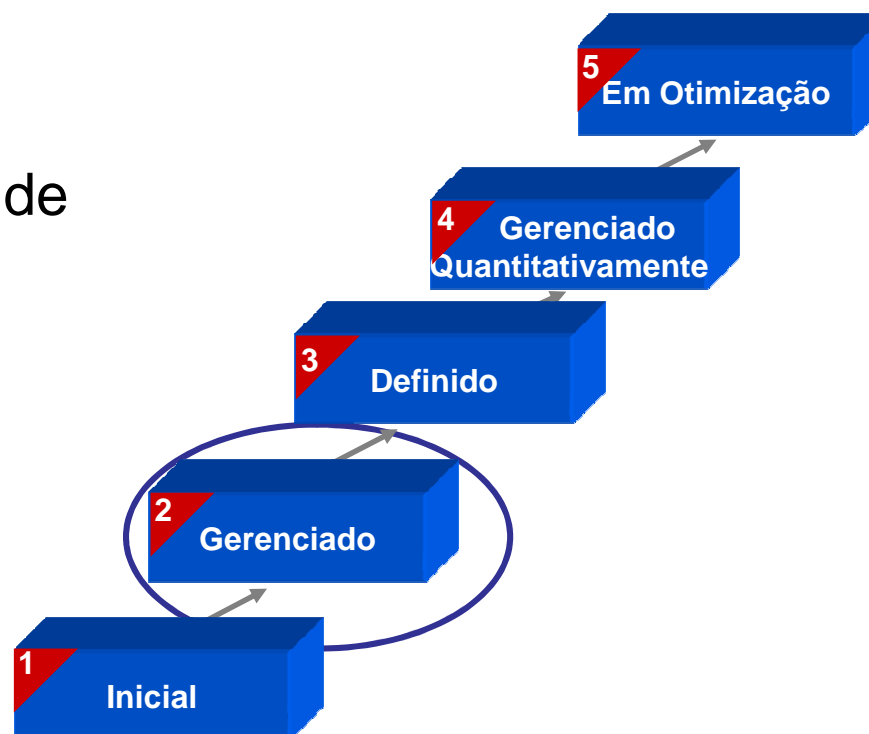 5
Em Otimização
de
4
Gerenciado
Quantitativamente
3
Definido
2
Gerenciado
1
Inicial